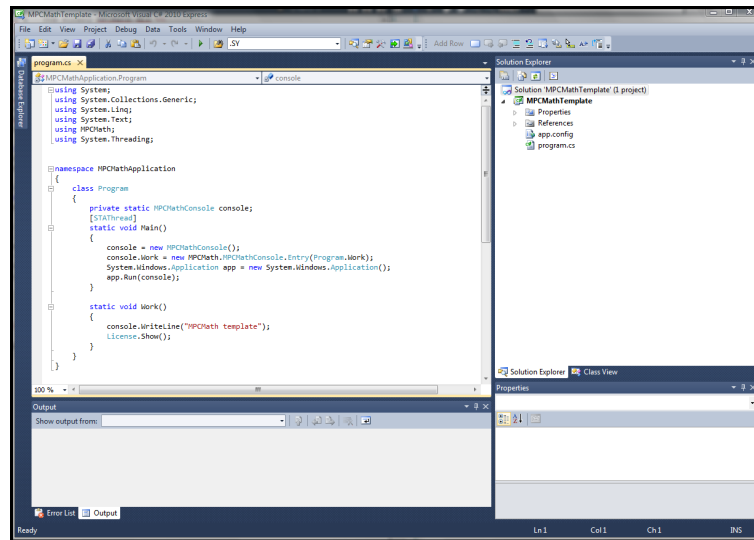 MPCMathTemplate - Microsoft Visual C# 2010 Express
File Edit View Project Debug Data Tools Window Help
.SY
Add Row
Database Explorer
program.cs
MPCMathApplication.Program
console
using System;
using System.Collections.Generic;
using System.Linq;
using System.Text;
using MPCMath;
using System.Threading;
namespace MPCMathApplication
{
class Program
{
private static MPCMathConsole console;
[STAThread]
static void Main()
{
console = new MPCMathConsole();
console.Work = new MPCMath.MPCMathConsole.Entry(Program.Work);
System.Windows.Application app = new System.Windows.Application();
app.Run(console);
}
static void Work()
{
console.WriteLine("MPCMath template");
License.Show();
}
}
}
100 %
Output
Show output from:
Error List Output
Solution Explorer
Solution 'MPCMathTemplate' (1 project)
MPCMathTemplate
Properties
References
app.config
program.cs
Solution Explorer Class View
Properties
Ready
Ln 1 Col 1 Ch 1 INS